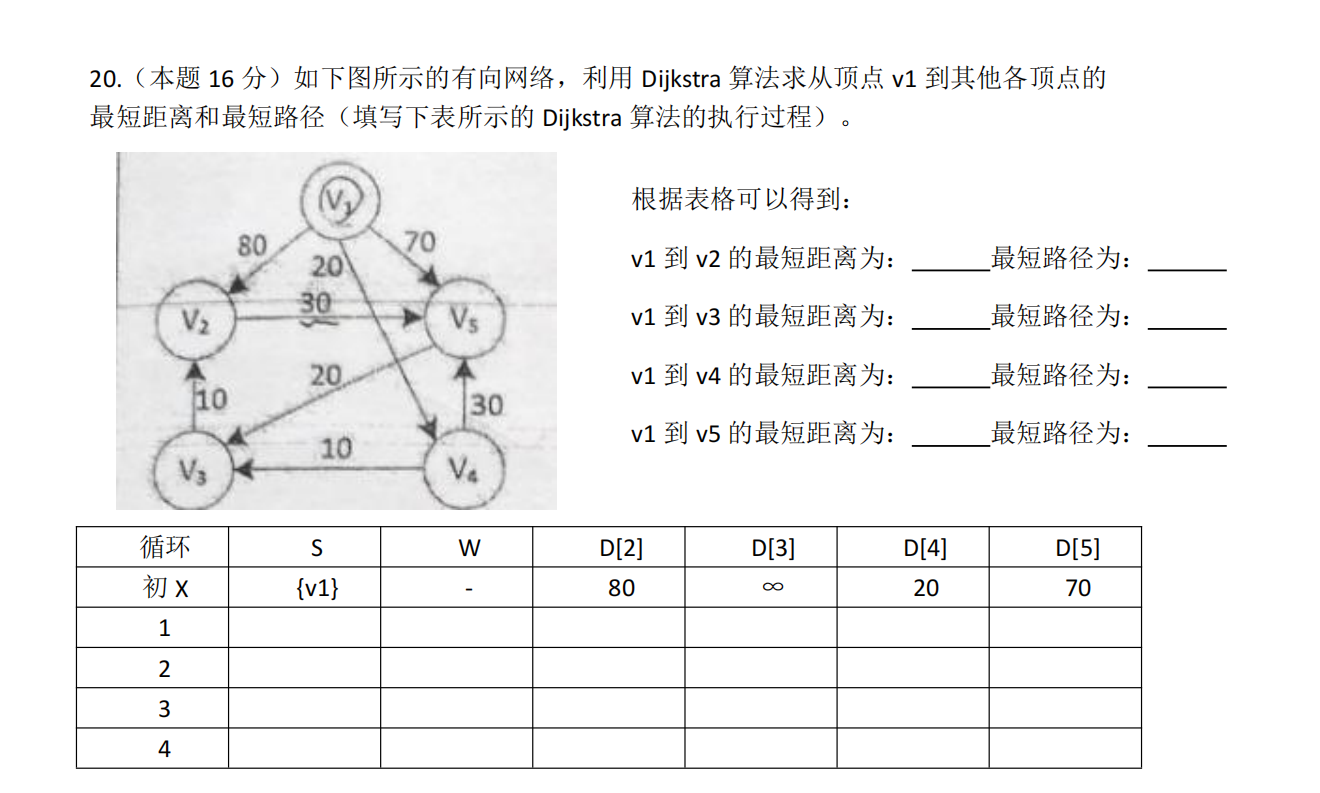 20.（本题 16 分）如下图所示的有向网络，利用 Dijkstra 算法求从顶点 v1 到其他各顶点的
最短距离和最短路径（填写下表所示的 Dijkstra 算法的执行过程）。
V1
80
70
20
30
V2
V5
20
10
30
10
V3
V4
根据表格可以得到：
v1 到 v2 的最短距离为：______最短路径为：______
v1 到 v3 的最短距离为：______最短路径为：______
v1 到 v4 的最短距离为：______最短路径为：______
v1 到 v5 的最短距离为：______最短路径为：______
循环 S W D[2] D[3] D[4] D[5]
初 X {v1} - 80 ∞ 20 70
1
2
3
4